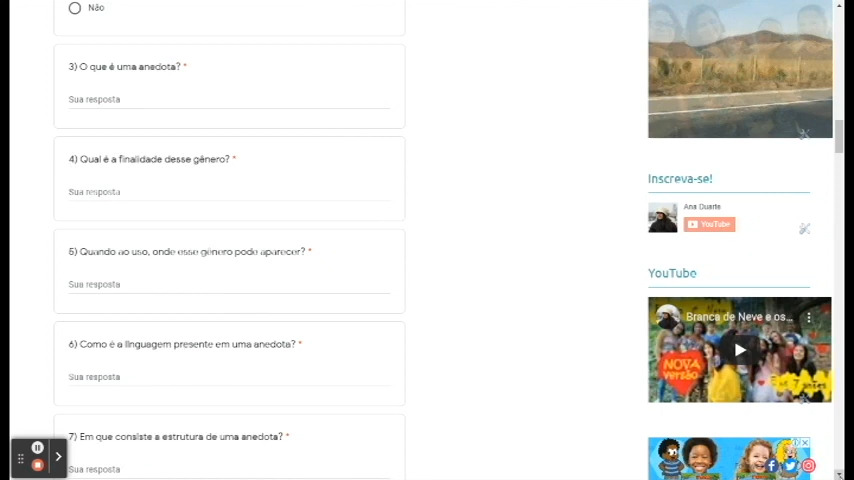 Não
3) O que é uma anedota? *
Sua resposta
4) Qual é a finalidade desse gênero? *
Sua resposta
5) Quando ao uso, onde esse gênero pode aparecer? *
Sua resposta
6) Como é a linguagem presente em uma anedota? *
Sua resposta
7) Em que consiste a estrutura de uma anedota? *
Sua resposta
Inscreva-se!
Ana Duarte
YouTube
YouTube
Branca de Neve e os...
NOVA
VERSÃO